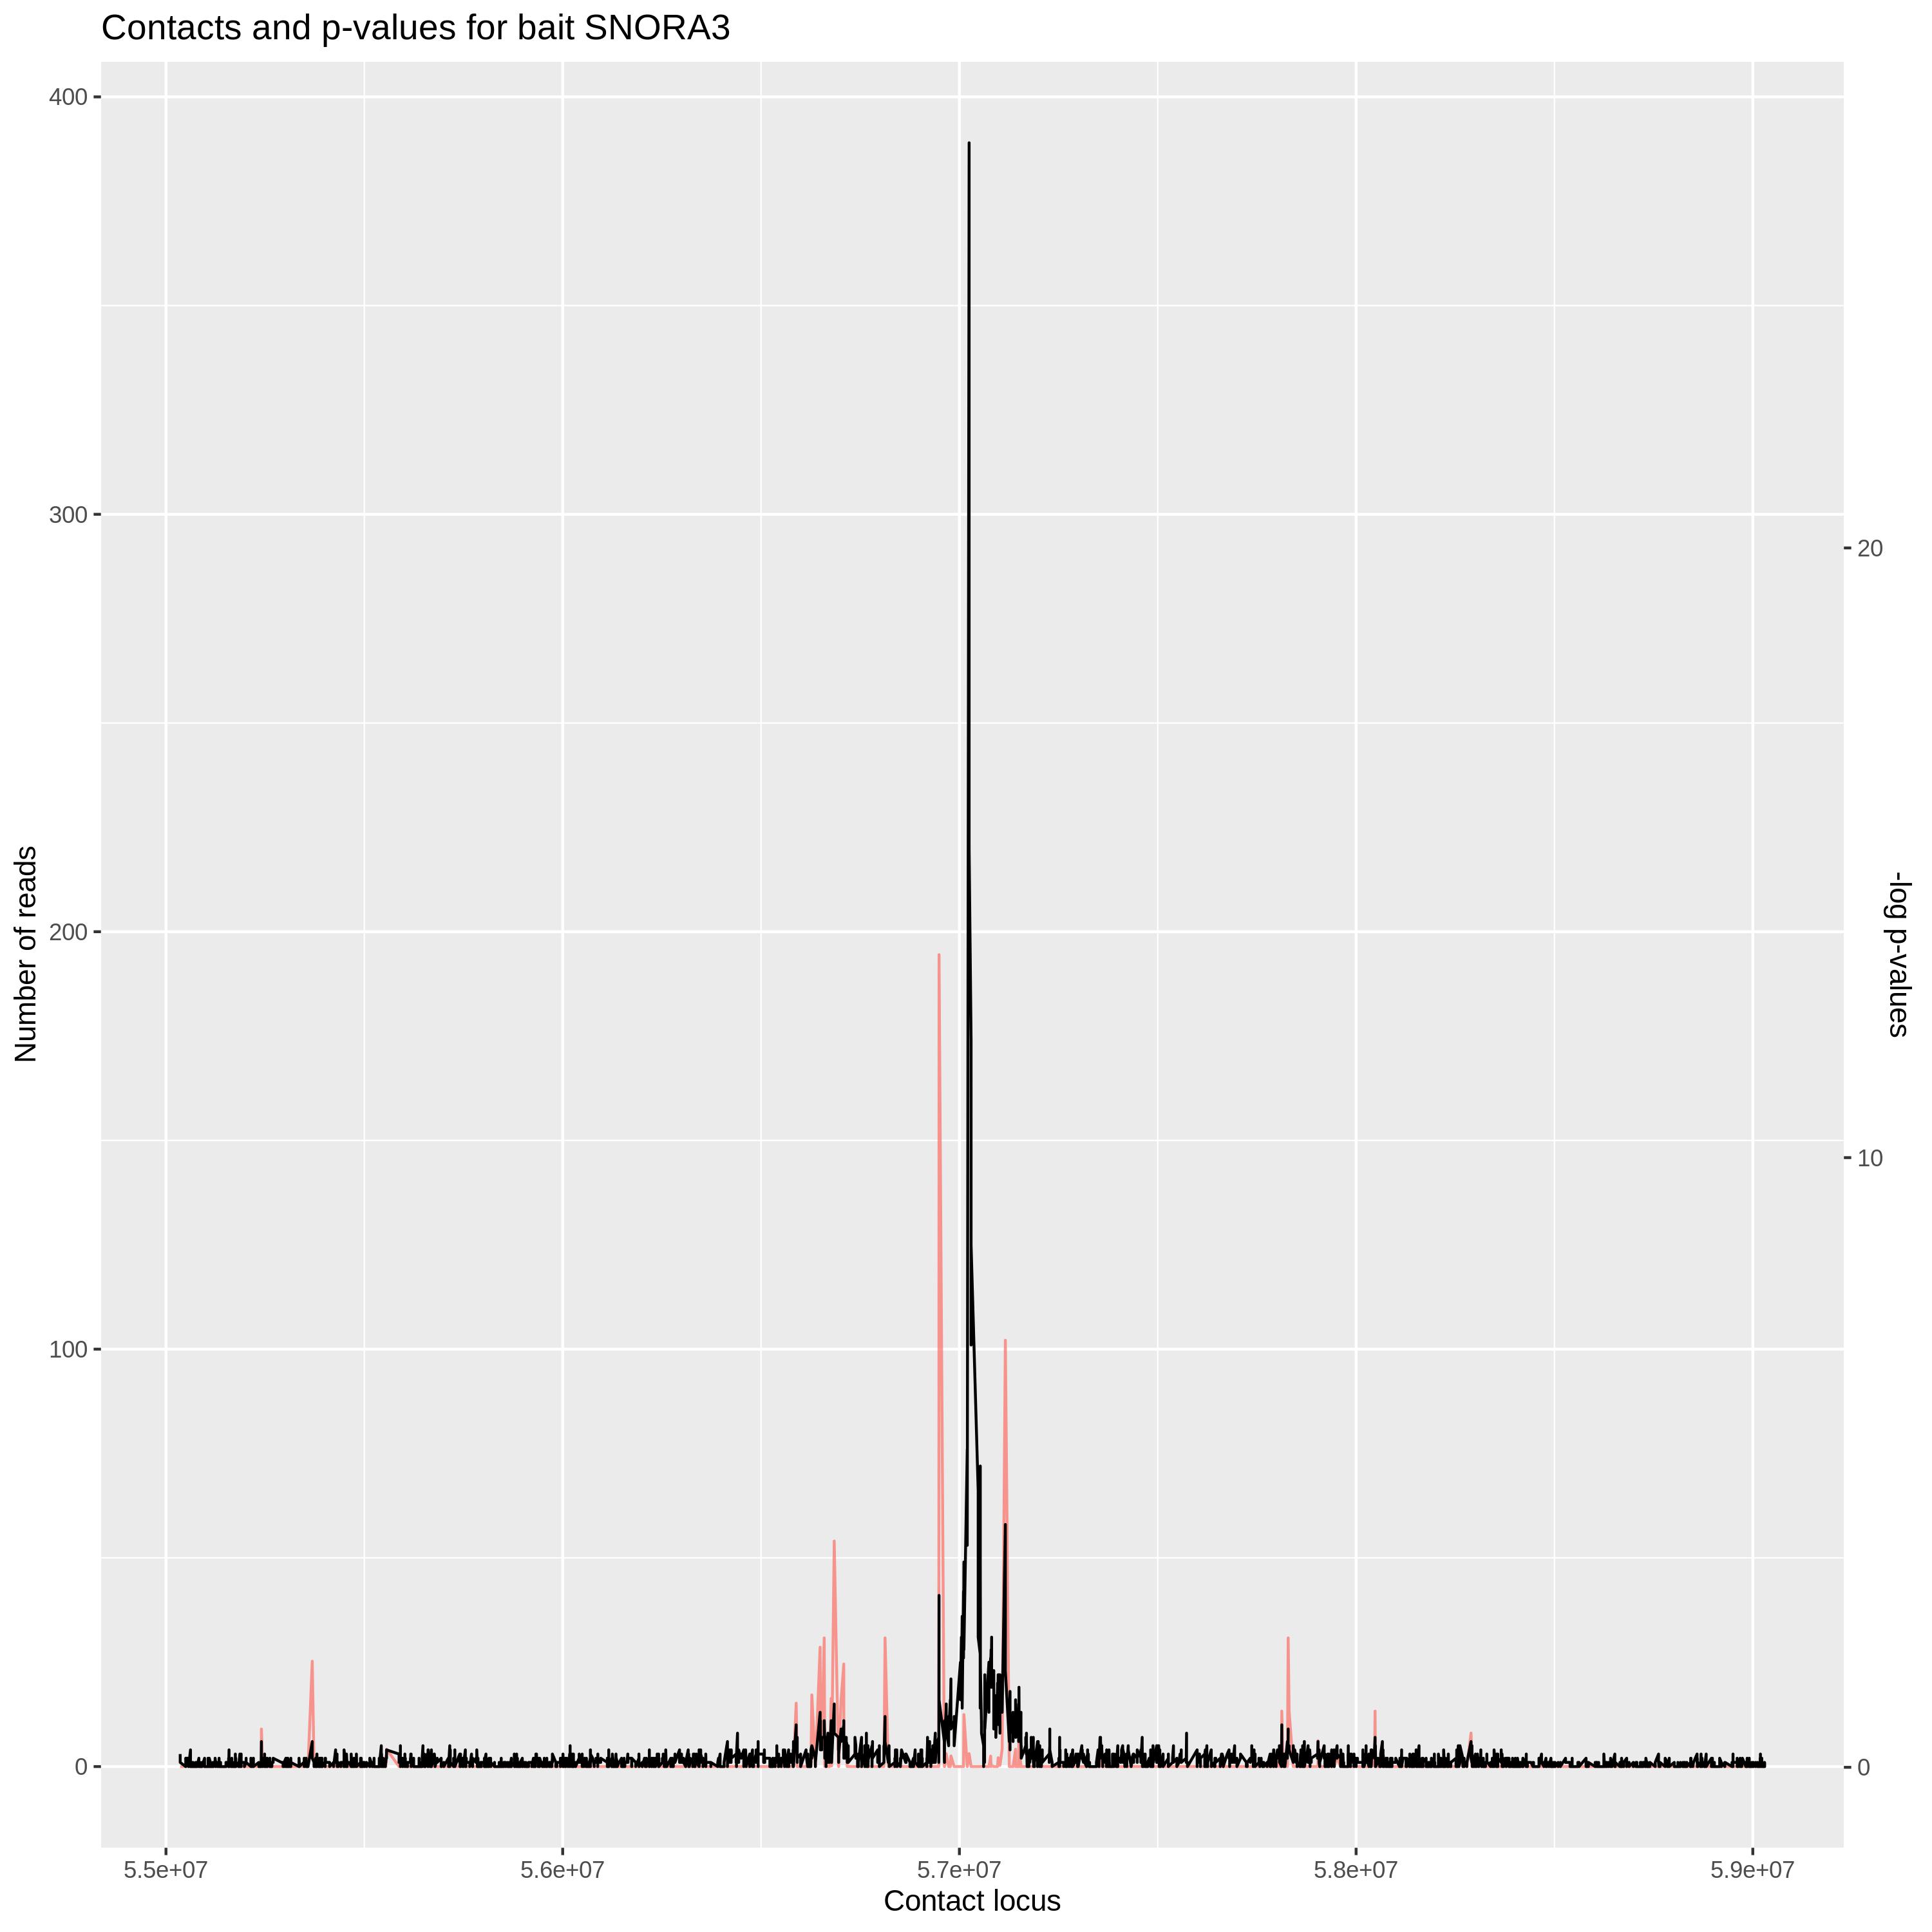 Contacts and p-values for bait SNORA3
400
300
200
100
0
Number of reads
20
10
0
-log p-values
5.5e+07 5.6e+07 5.7e+07 5.8e+07 5.9e+07
Contact locus